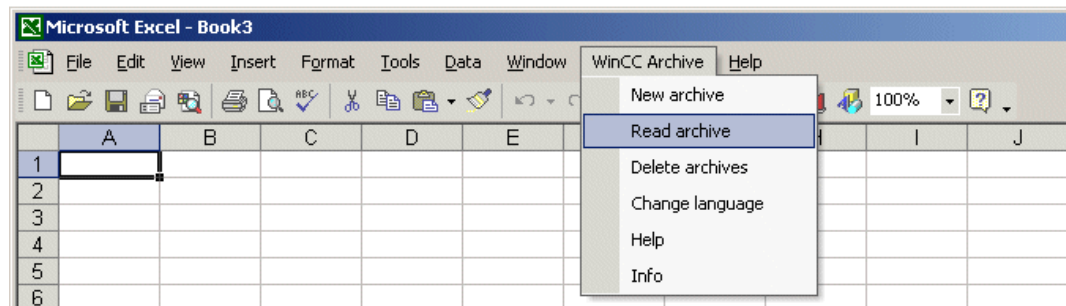 Microsoft Excel - Book3
File Edit View Insert Format Tools Data Window WinCC Archive Help
ABC 100%
New archive
Read archive
Delete archives
Change language
Help
Info
A B C D E I J
1
2
3
4
5
6